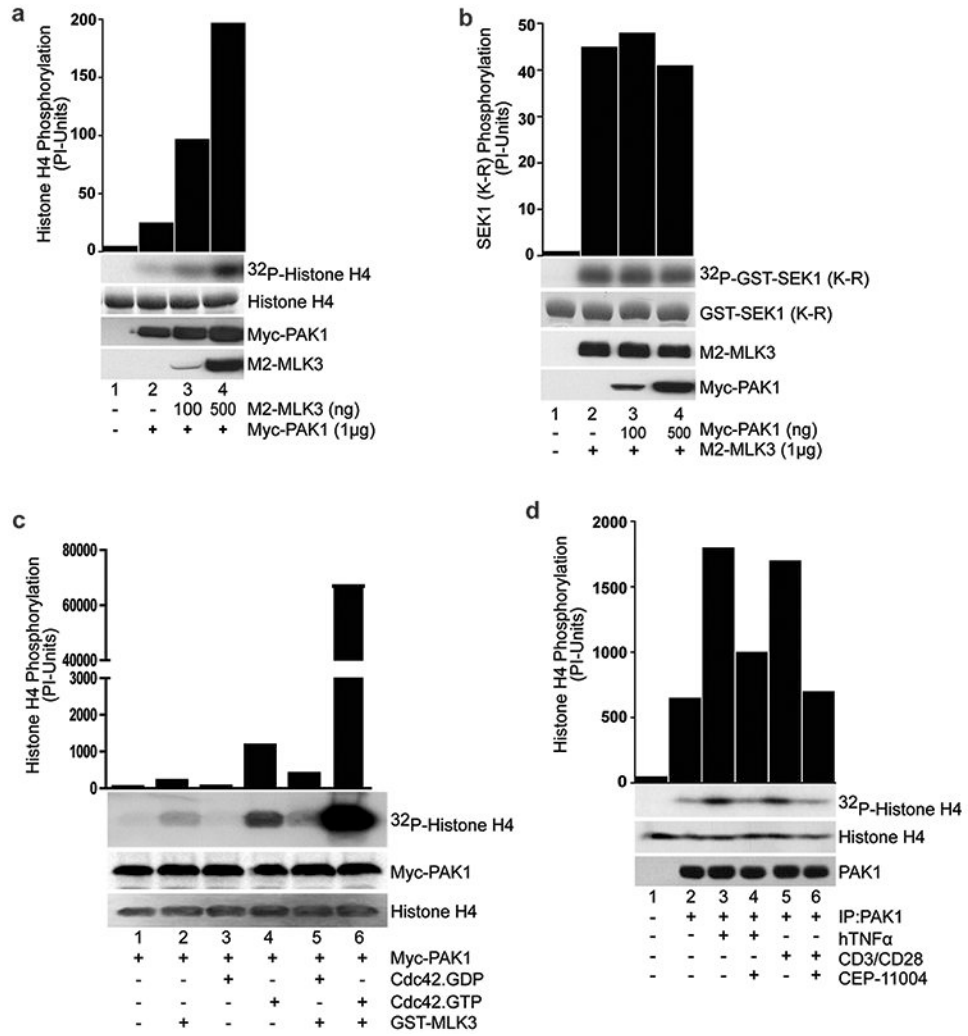 a
Histone H4 Phosphorylation
(PI-Units)
200
150
100
50
0
32P-Histone H4
Histone H4
Myc-PAK1
M2-MLK3
1 2 3 4
- - 100 500 M2-MLK3 (ng)
- + + + Myc-PAK1 (1µg)
b
SEK1 (K-R) Phosphorylation
(PI-Units)
50
40
30
20
10
0
32P-GST-SEK1 (K-R)
GST-SEK1 (K-R)
M2-MLK3
Myc-PAK1
1 2 3 4
- - 100 500 Myc-PAK1 (ng)
- + + + M2-MLK3 (1µg)
c
Histone H4 Phosphorylation
(PI-Units)
80000
60000
40000
3000
2000
1000
0
32P-Histone H4
Myc-PAK1
Histone H4
1 2 3 4 5 6
+ + + + + + Myc-PAK1
- - + - + - Cdc42.GDP
- - - + - + Cdc42.GTP
- + - - + + GST-MLK3
d
Histone H4 Phosphorylation
(PI-Units)
2000
1500
1000
500
0
32P-Histone H4
Histone H4
PAK1
1 2 3 4 5 6
- + + + + + IP:PAK1
- - + + - - hTNFα
- - - - + + CD3/CD28
- - - + - + CEP-11004